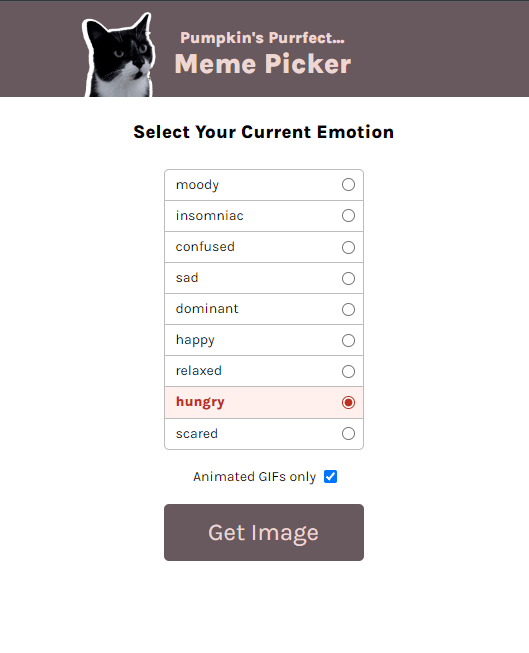 Pumpkin's Purrfect...
Meme Picker
Select Your Current Emotion
moody
insomniac
confused
sad
dominant
happy
relaxed
hungry
scared
Animated GIFs only
Get Image